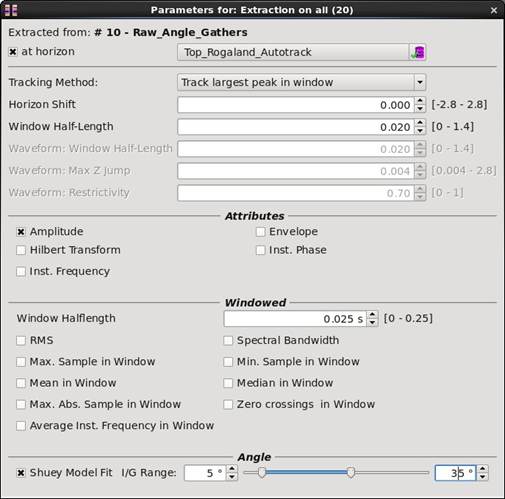 Parameters for: Extraction on all (20)
Extracted from: # 10 - Raw_Angle_Gathers
at horizon Top_Rogaland_Autotrack
Tracking Method: Track largest peak in window
Horizon Shift 0.000 [-2.8 - 2.8]
Window Half-Length 0.020 [0 - 1.4]
Waveform: Window Half-Length 0.020 [0 - 1.4]
Waveform: Max Z Jump 0.004 [0.004 - 2.8]
Waveform: Restrictivity 0.70 [0 - 1]
Attributes
Amplitude Envelope
Hilbert Transform Inst. Phase
Inst. Frequency
Windowed
Window Halflength 0.025 s [0 - 0.25]
RMS Spectral Bandwidth
Max. Sample in Window Min. Sample in Window
Mean in Window Median in Window
Max. Abs. Sample in Window Zero crossings in Window
Average Inst. Frequency in Window
Angle
Shuey Model Fit I/G Range: 5 ° 35 °